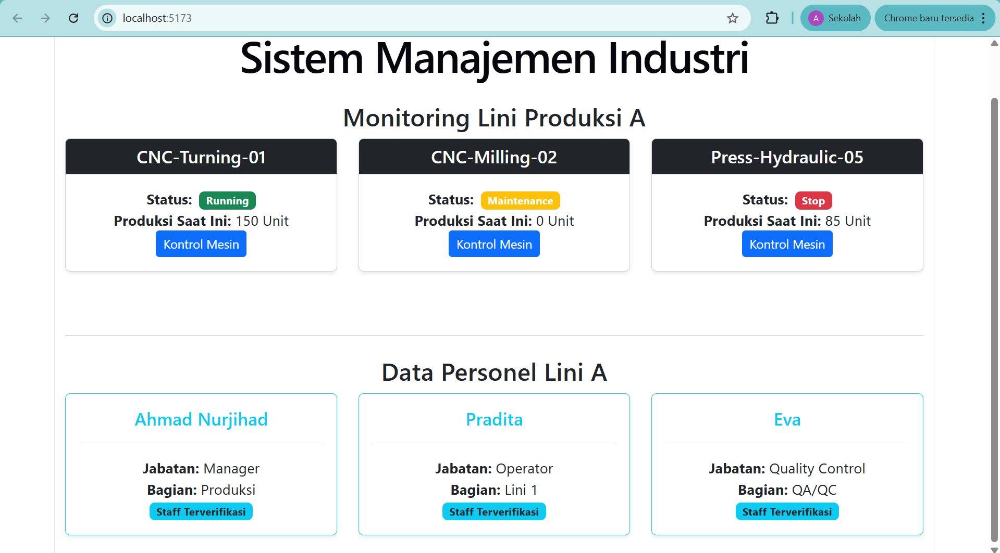 localhost:5173
A Sekolah
Chrome baru tersedia
Sistem Manajemen Industri
Monitoring Lini Produksi A
CNC-Turning-01
Status: Running
Produksi Saat Ini: 150 Unit
Kontrol Mesin
CNC-Milling-02
Status: Maintenance
Produksi Saat Ini: 0 Unit
Kontrol Mesin
Press-Hydraulic-05
Status: Stop
Produksi Saat Ini: 85 Unit
Kontrol Mesin
Data Personel Lini A
Ahmad Nurjihad
Jabatan: Manager
Bagian: Produksi
Staff Terverifikasi
Pradita
Jabatan: Operator
Bagian: Lini 1
Staff Terverifikasi
Eva
Jabatan: Quality Control
Bagian: QA/QC
Staff Terverifikasi